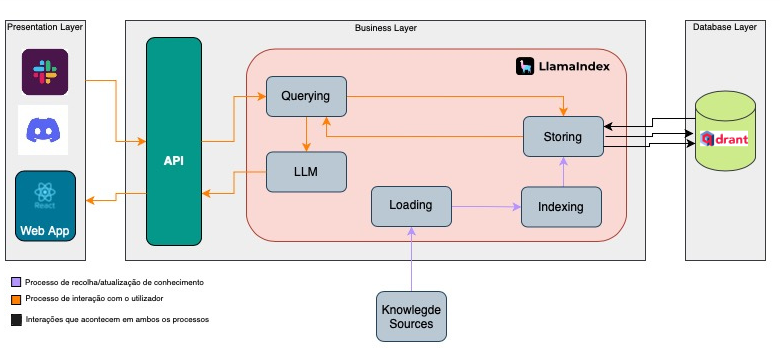 Presentation Layer
Business Layer
Database Layer
LlamaIndex
Querying
Storing
qdrant
API
LLM
Loading
Indexing
React
Web App
Processo de recolha/atualização de conhecimento
Processo de interação com o utilizador
Interações que acontecem em ambos os processos
Knowlegde
Sources